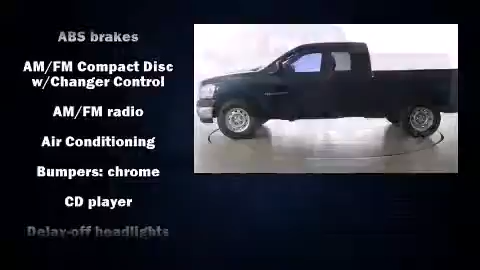 ABS brakes
AM/FM Compact Disc
w/Changer Control
AM/FM radio
Air Conditioning
Bumpers: chrome
CD player
Delay-off headlights